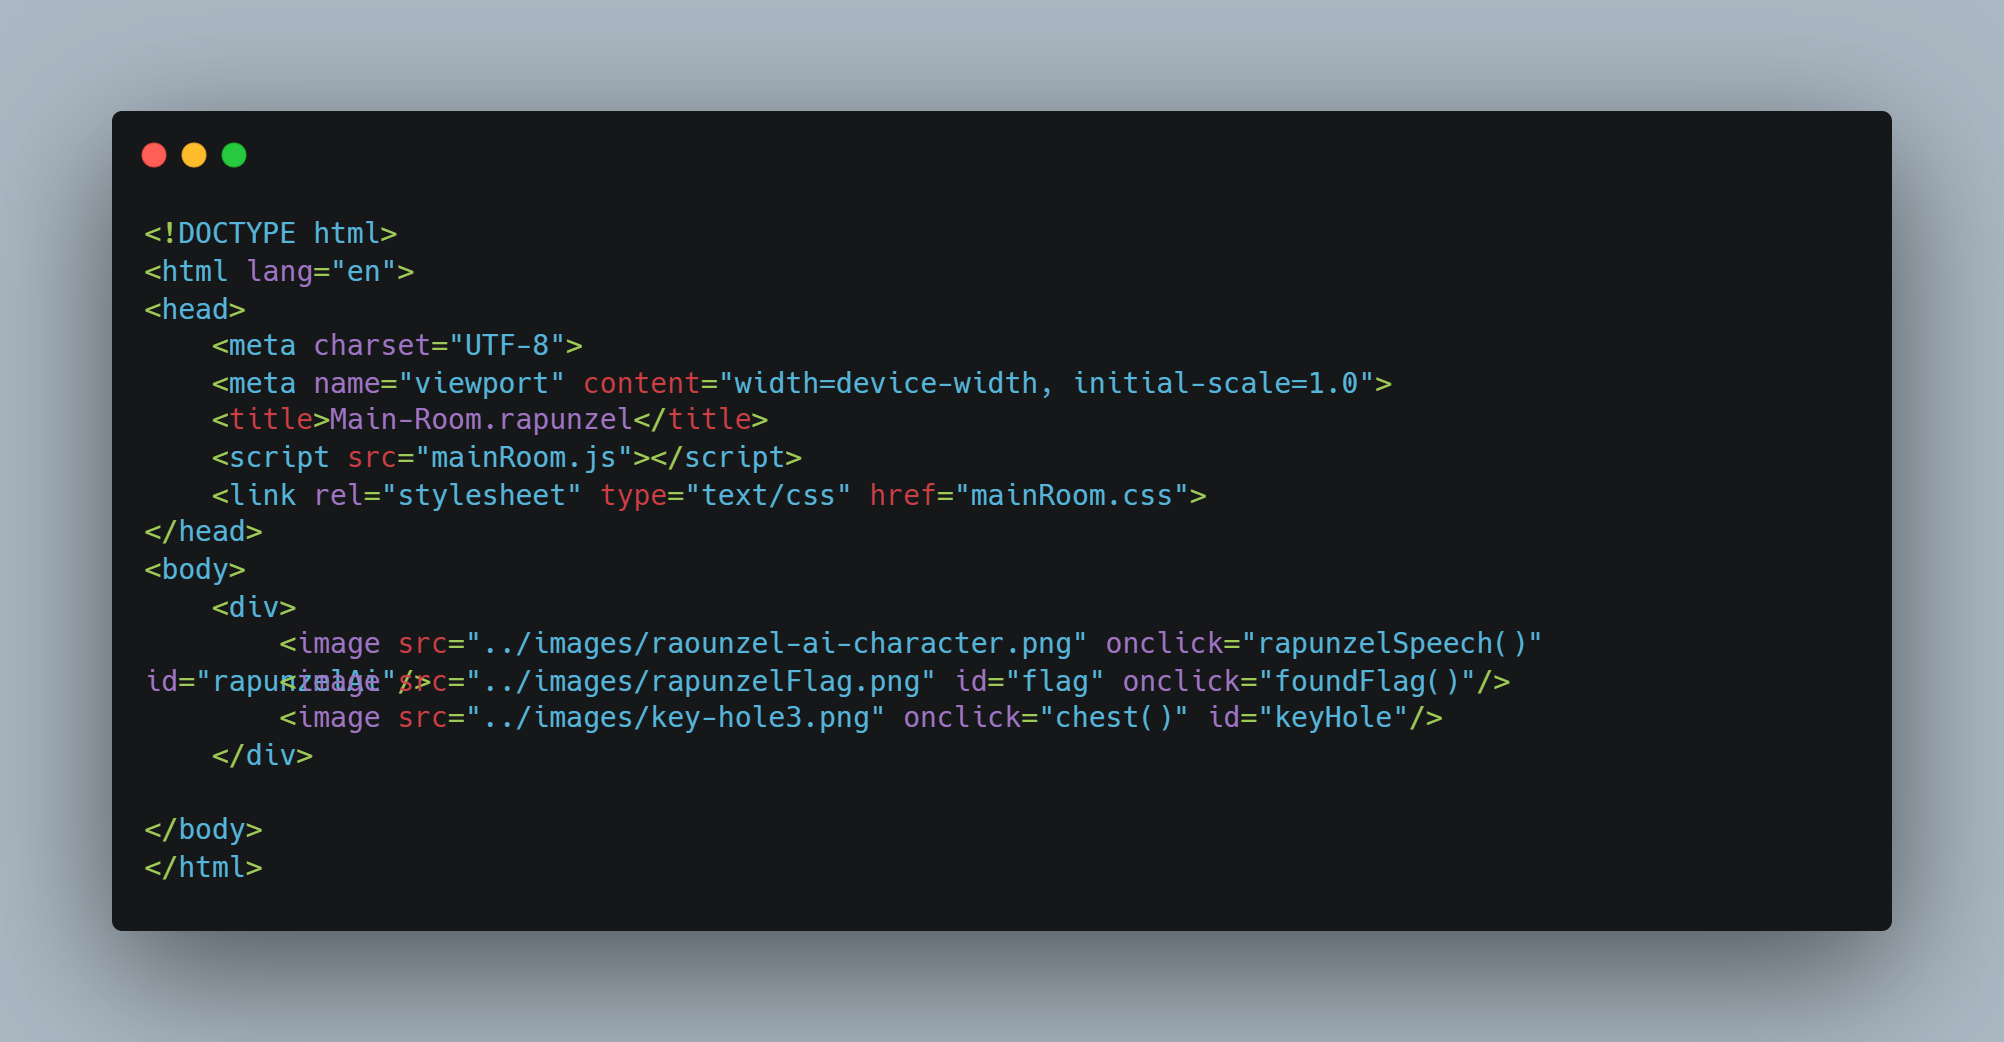 <!DOCTYPE html>
<html lang="en">
<head>
    <meta charset="UTF-8">
    <meta name="viewport" content="width=device-width, initial-scale=1.0">
    <title>Main-Room.rapunzel</title>
    <script src="mainRoom.js"></script>
    <link rel="stylesheet" type="text/css" href="mainRoom.css">
</head>
<body>
    <div>
        <image src="../images/raounzel-ai-character.png" onclick="rapunzelSpeech()"
id="rapunzelAi"/>
        <image src="../images/rapunzelFlag.png" id="flag" onclick="foundFlag()"/>
        <image src="../images/key-hole3.png" onclick="chest()" id="keyHole"/>
    </div>

</body>
</html>